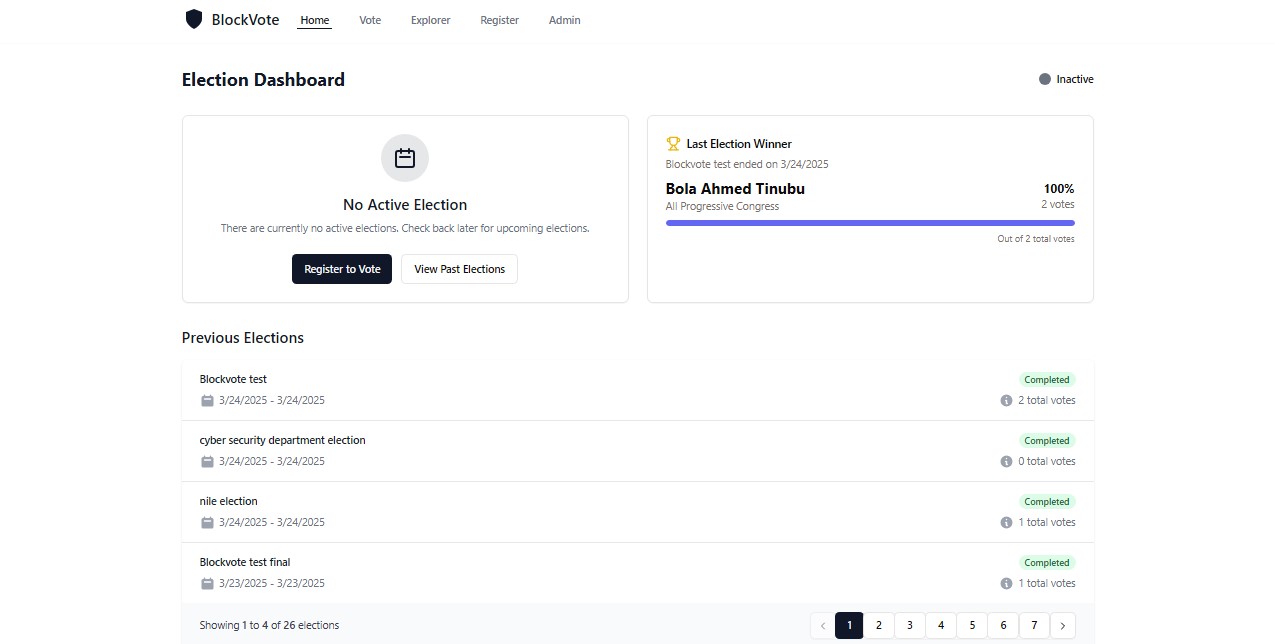 BlockVote Home Vote Explorer Register Admin
Election Dashboard
Inactive
No Active Election
There are currently no active elections. Check back later for upcoming elections.
Register to Vote View Past Elections
Last Election Winner
Blockvote test ended on 3/24/2025
Bola Ahmed Tinubu 100%
All Progressive Congress 2 votes
Out of 2 total votes
Previous Elections
Blockvote test Completed
3/24/2025 - 3/24/2025 2 total votes
cyber security department election Completed
3/24/2025 - 3/24/2025 0 total votes
nile election Completed
3/24/2025 - 3/24/2025 1 total votes
Blockvote test final Completed
3/23/2025 - 3/23/2025 1 total votes
Showing 1 to 4 of 26 elections ‹ 1 2 3 4 5 6 7 ›